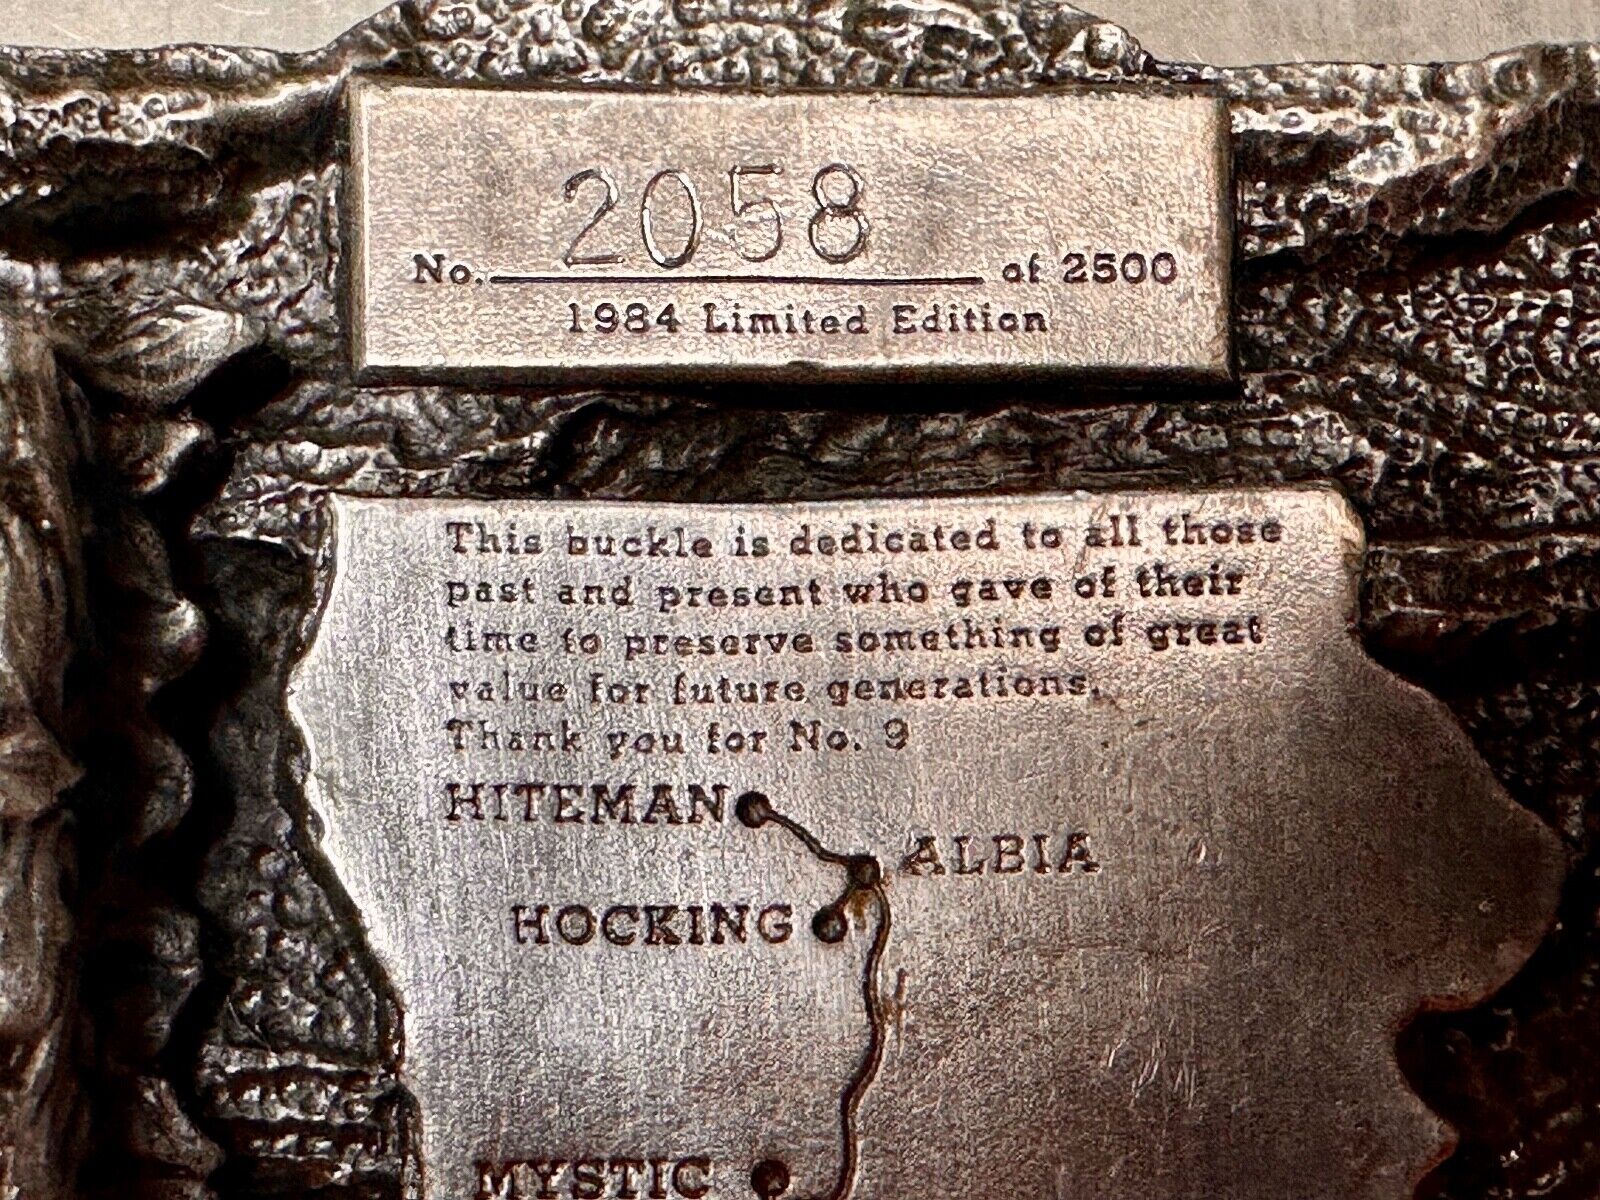 No. 2058 of 2500
1984 Limited Edition
This buckle is dedicated to all those
past and present who gave of their
time to preserve something of great
value for future generations.
Thank you for No. 9
HITEMAN
ALBIA
HOCKING
MYSTIC